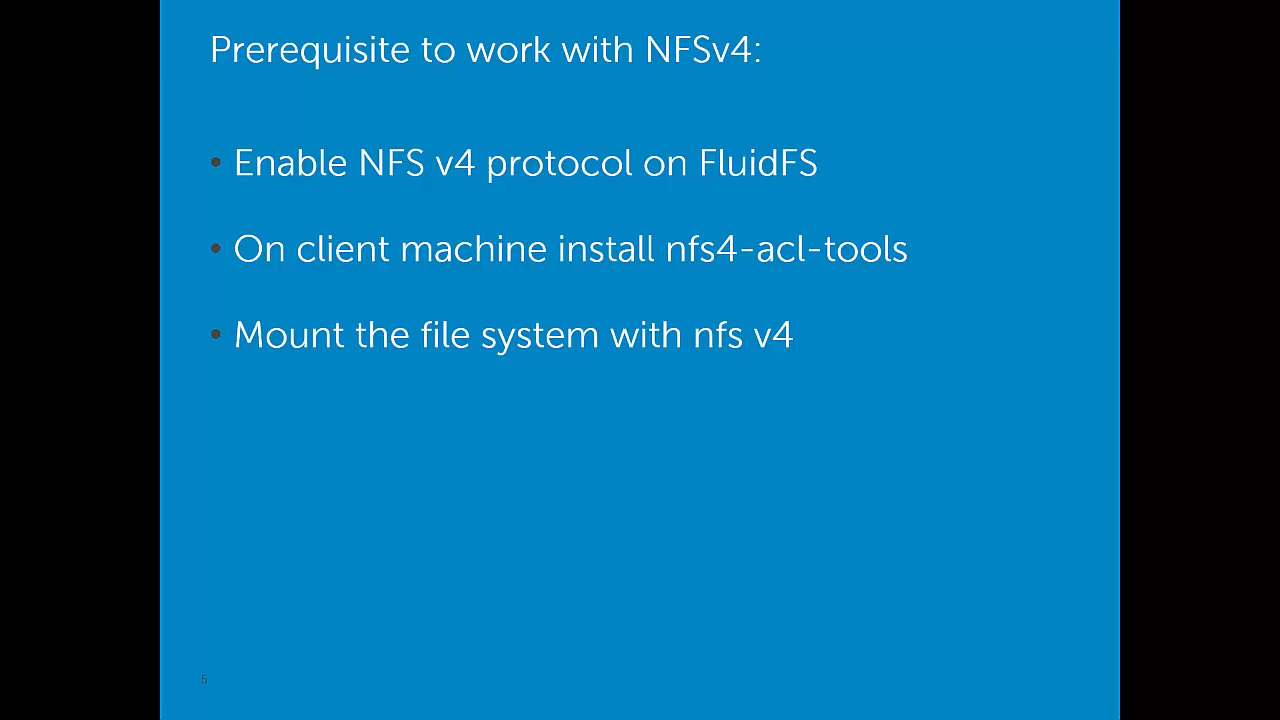 Prerequisite to work with NFSv4:
• Enable NFS v4 protocol on FluidFS
• On client machine install nfs4-acl-tools
• Mount the file system with nfs v4
5